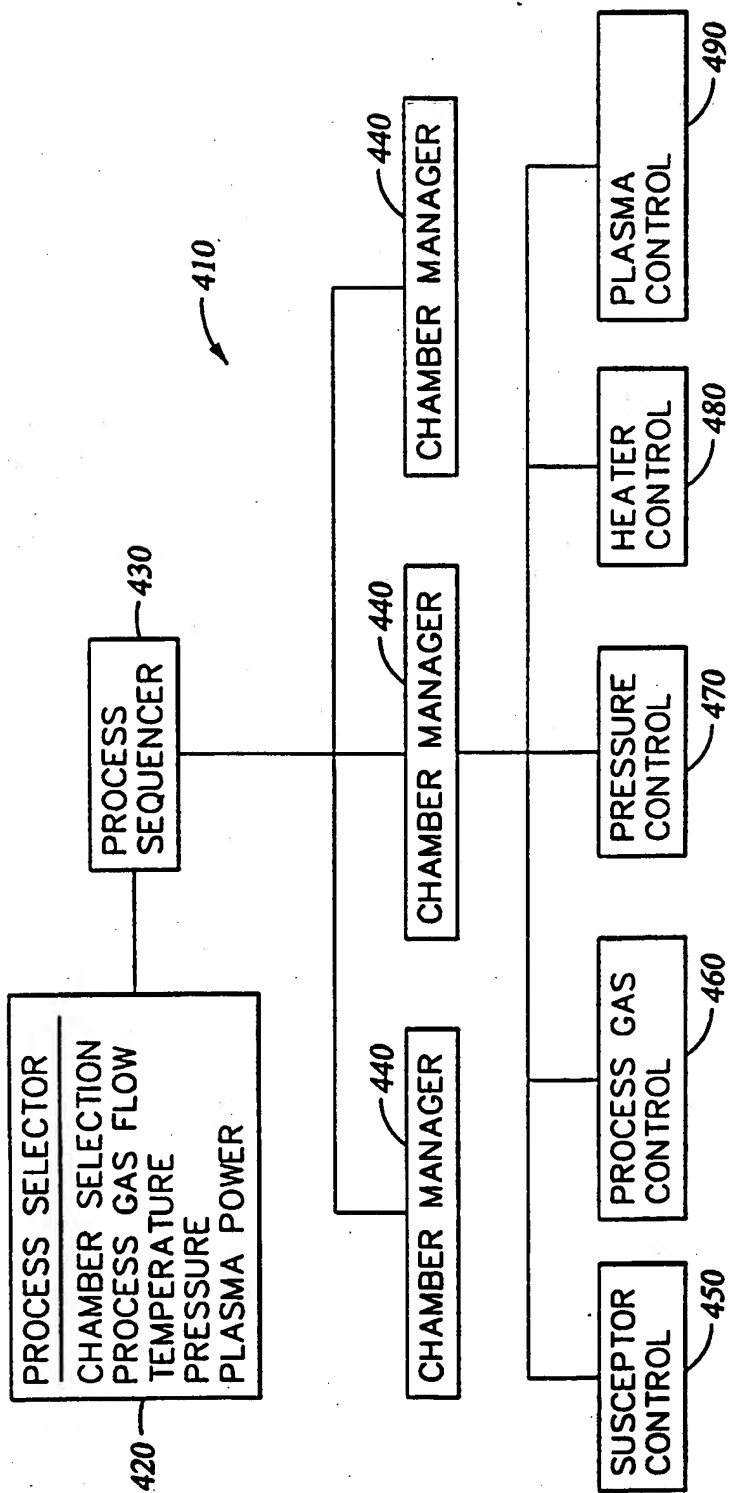 PROCESS SELECTOR
CHAMBER SELECTION
PROCESS GAS FLOW
TEMPERATURE
PRESSURE
PLASMA POWER
420
PROCESS
SEQUENCER
430
410
CHAMBER MANAGER
440
CHAMBER MANAGER
440
CHAMBER MANAGER
440
SUSCEPTOR
CONTROL
450
PROCESS GAS
CONTROL
460
PRESSURE
CONTROL
470
HEATER
CONTROL
480
PLASMA
CONTROL
490